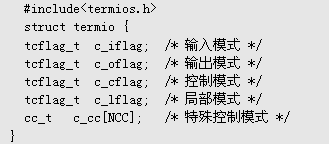 #include<termios.h>
struct termio {
tcflag_t c_iflag; /* 输入模式 */
tcflag_t c_oflag; /* 输出模式 */
tcflag_t c_cflag; /* 控制模式 */
tcflag_t c_lflag; /* 局部模式 */
cc_t c_cc[NCC]; /* 特殊控制模式 */
}